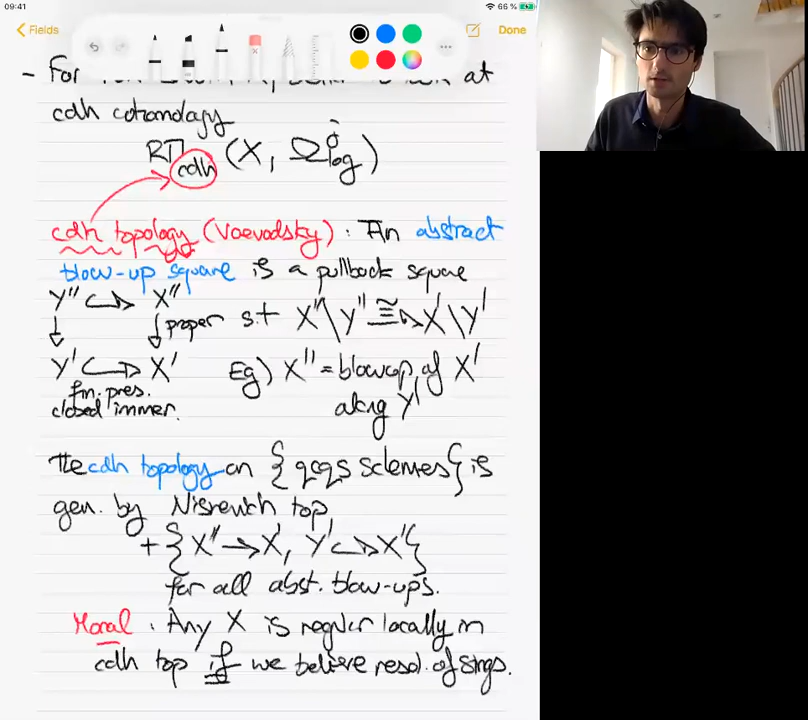 09:41
66 %
Fields
Done
- For at
cdh cohomology
RΓcdh (X, Ω^i_log)
cdh topology (Voevodsky) : An abstract
blow-up square is a pullback square
Y'' ↪ X''
↓ ↓ proper s.t X''\Y'' ≅→ X'\Y'
Y' ↪ X' Eg) X'' = blowup of X'
fin. pres.
closed immer. along Y'
The cdh topology on {qcqs schemes} is
gen. by Nisnevich top
+ {X'' → X', Y' ↪ X'}
for all abst. blow-ups.
Moral : Any X is regular locally in
cdh top if we believe resol. of sings.